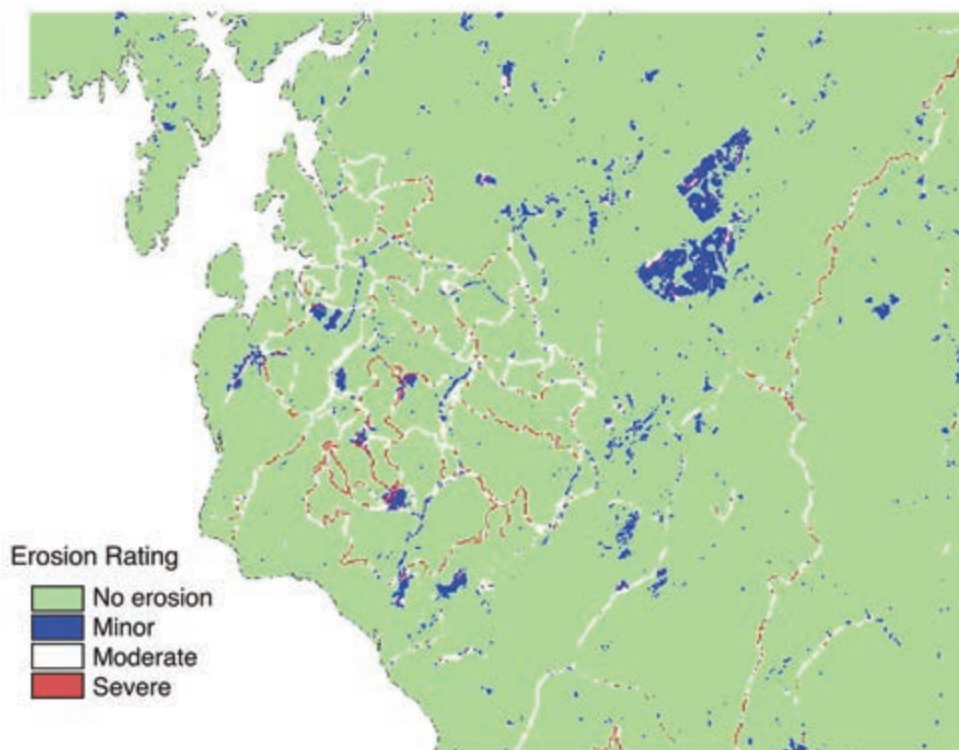 Erosion Rating
No erosion
Minor
Moderate
Severe